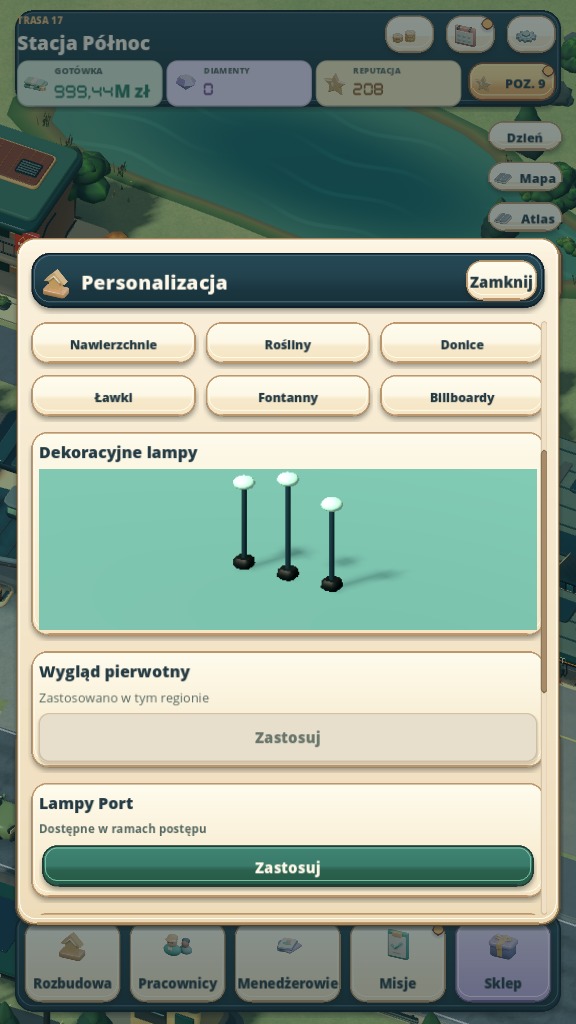 TRASA 17
Stacja Północ
GOTÓWKA
999,44M zł
DIAMENTY
0
REPUTACJA
208
POZ. 9
Dzień
Mapa
Atlas
Personalizacja
Zamknij
Nawierzchnie
Rośliny
Donice
Ławki
Fontanny
Billboardy
Dekoracyjne lampy
Wygląd pierwotny
Zastosowano w tym regionie
Zastosuj
Lampy Port
Dostępne w ramach postępu
Zastosuj
Rozbudowa
Pracownicy
Menedżerowie
Misje
Sklep